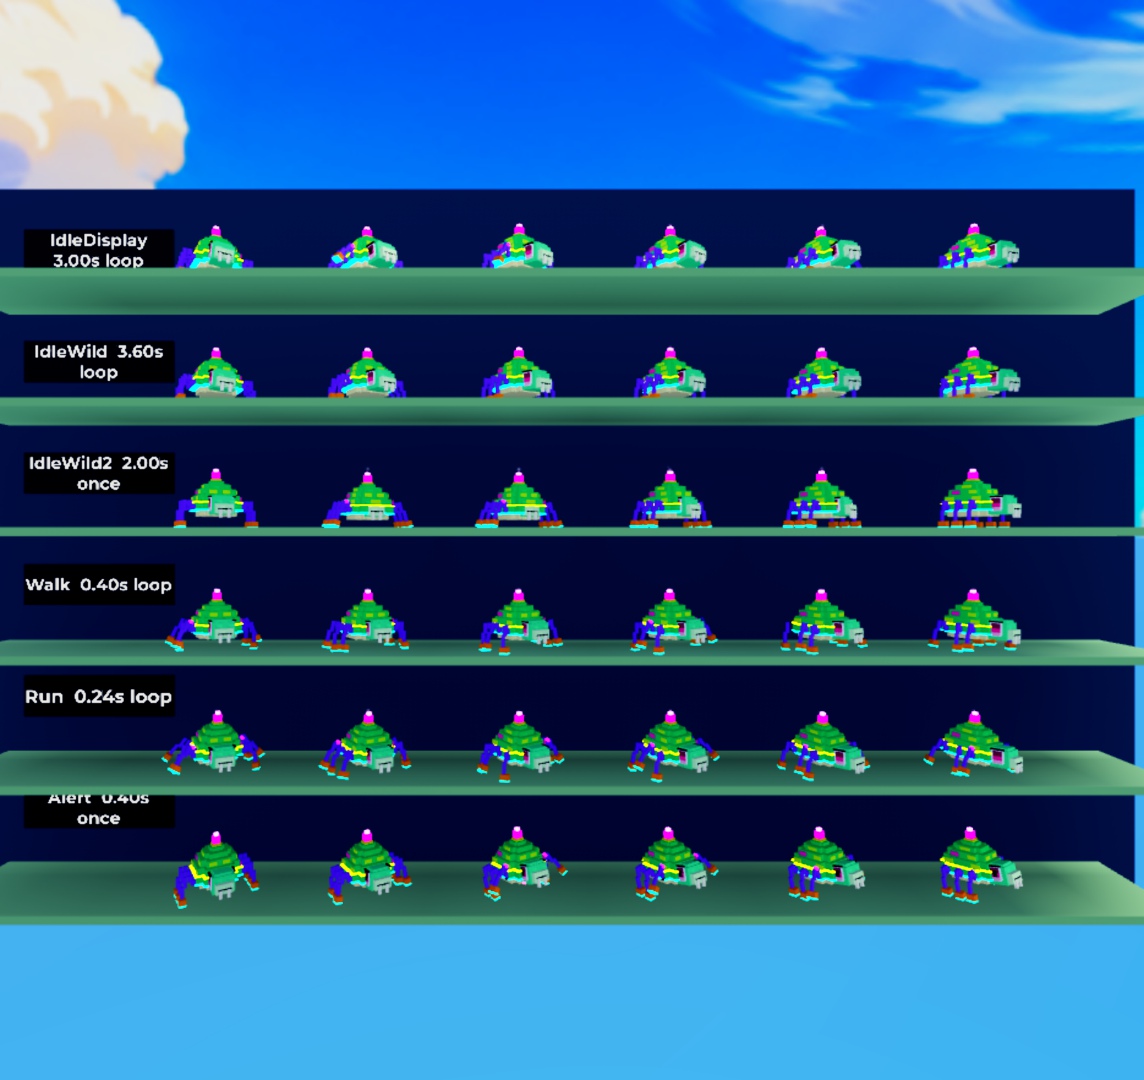 IdleDisplay
3.00s loop
IdleWild 3.60s
loop
IdleWild2 2.00s
once
Walk 0.40s loop
Run 0.24s loop
Alert 0.40s
once